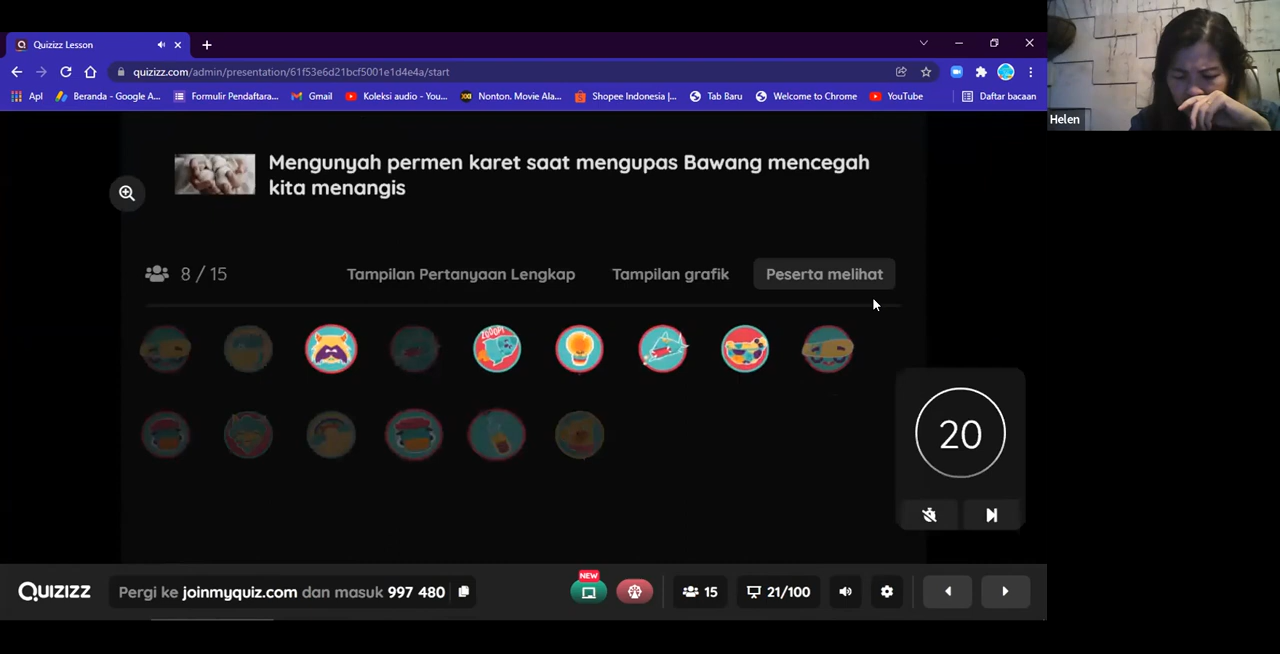 Quizizz Lesson
quizizz.com/admin/presentation/61f53e6d21bcf5001e1d4e4a/start
Apl
Beranda - Google A...
Formulir Pendaftara...
Gmail
Koleksi audio - You...
Nonton. Movie Ala...
Shopee Indonesia |...
Tab Baru
Welcome to Chrome
YouTube
Daftar bacaan
Helen
Mengunyah permen karet saat mengupas Bawang mencegah
kita menangis
8 / 15
Tampilan Pertanyaan Lengkap
Tampilan grafik
Peserta melihat
ZOOOP!
20
QUIZIZZ
Pergi ke joinmyquiz.com dan masuk 997 480
NEW
15
21/100